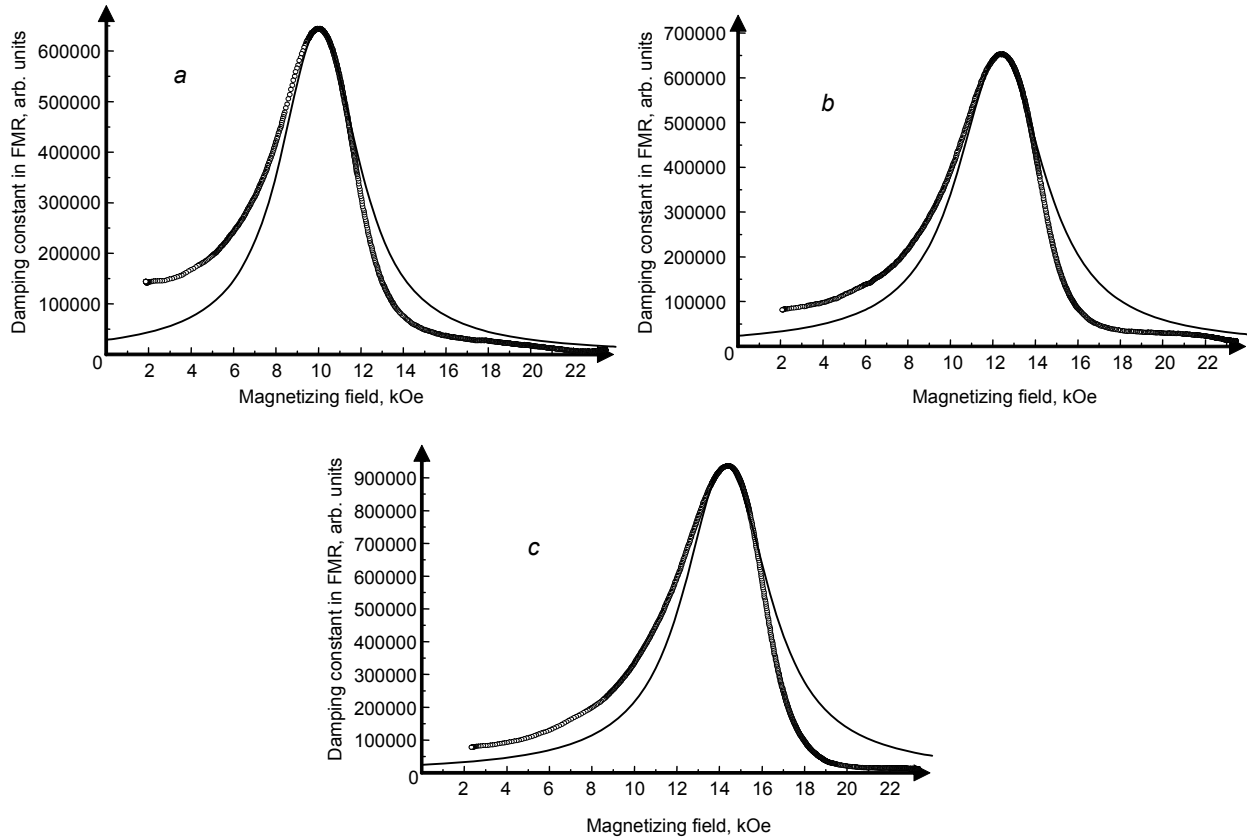 a
Damping constant in FMR, arb. units
600000
500000
400000
300000
200000
100000
0
2 4 6 8 10 12 14 16 18 20 22
Magnetizing field, kOe
b
Damping constant in FMR, arb. units
700000
600000
500000
400000
300000
200000
100000
0
2 4 6 8 10 12 14 16 18 20 22
Magnetizing field, kOe
c
Damping constant in FMR, arb. units
900000
800000
700000
600000
500000
400000
300000
200000
100000
0
2 4 6 8 10 12 14 16 18 20 22
Magnetizing field, kOe